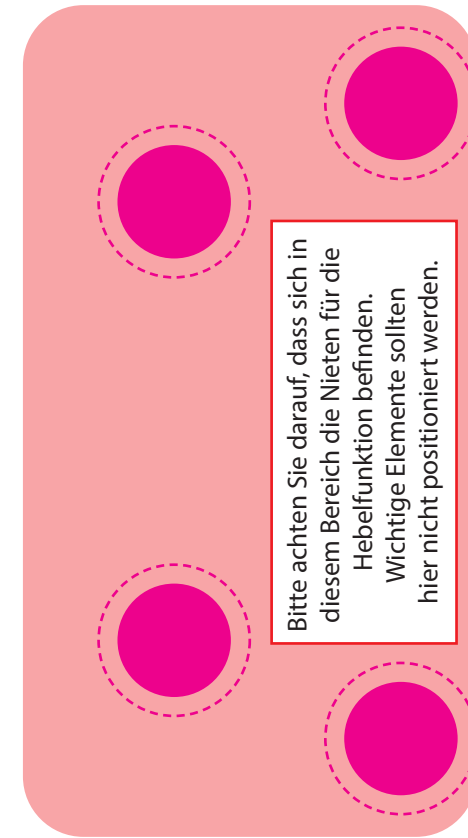 Bitte achten Sie darauf, dass sich in
diesem Bereich die Nieten für die
Hebelfunktion befinden.
Wichtige Elemente sollten
hier nicht positioniert werden.